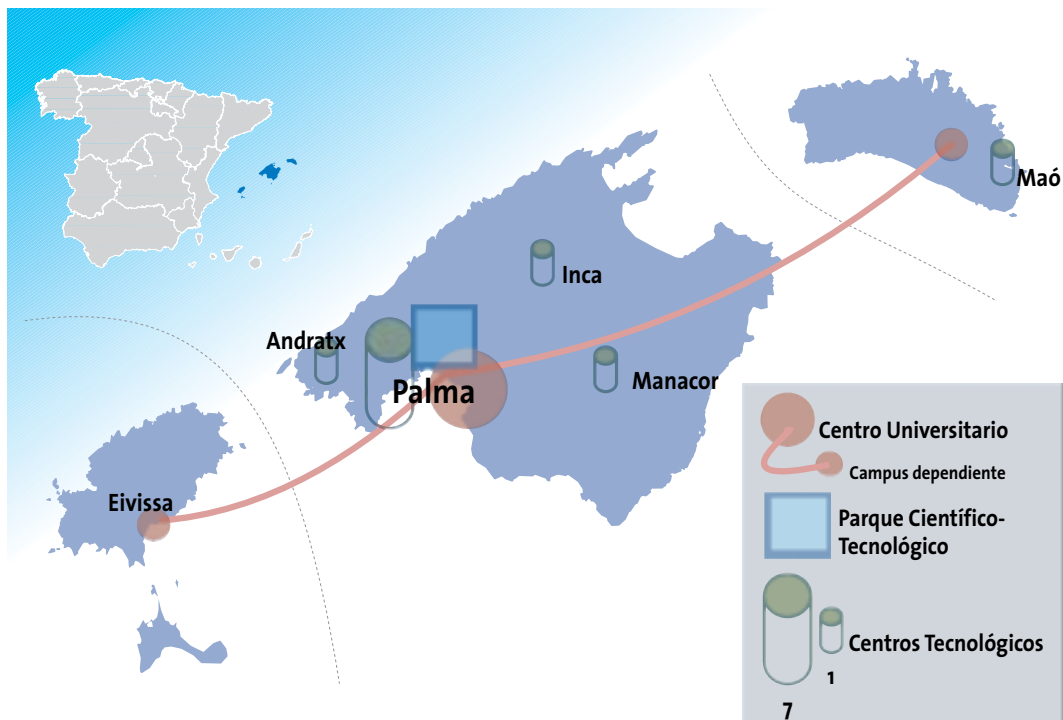 Maó
Inca
Andratx
Manacor
Palma
Eivissa
Centro Universitario
Campus dependiente
Parque Científico-
Tecnológico
Centros Tecnológicos
1
7